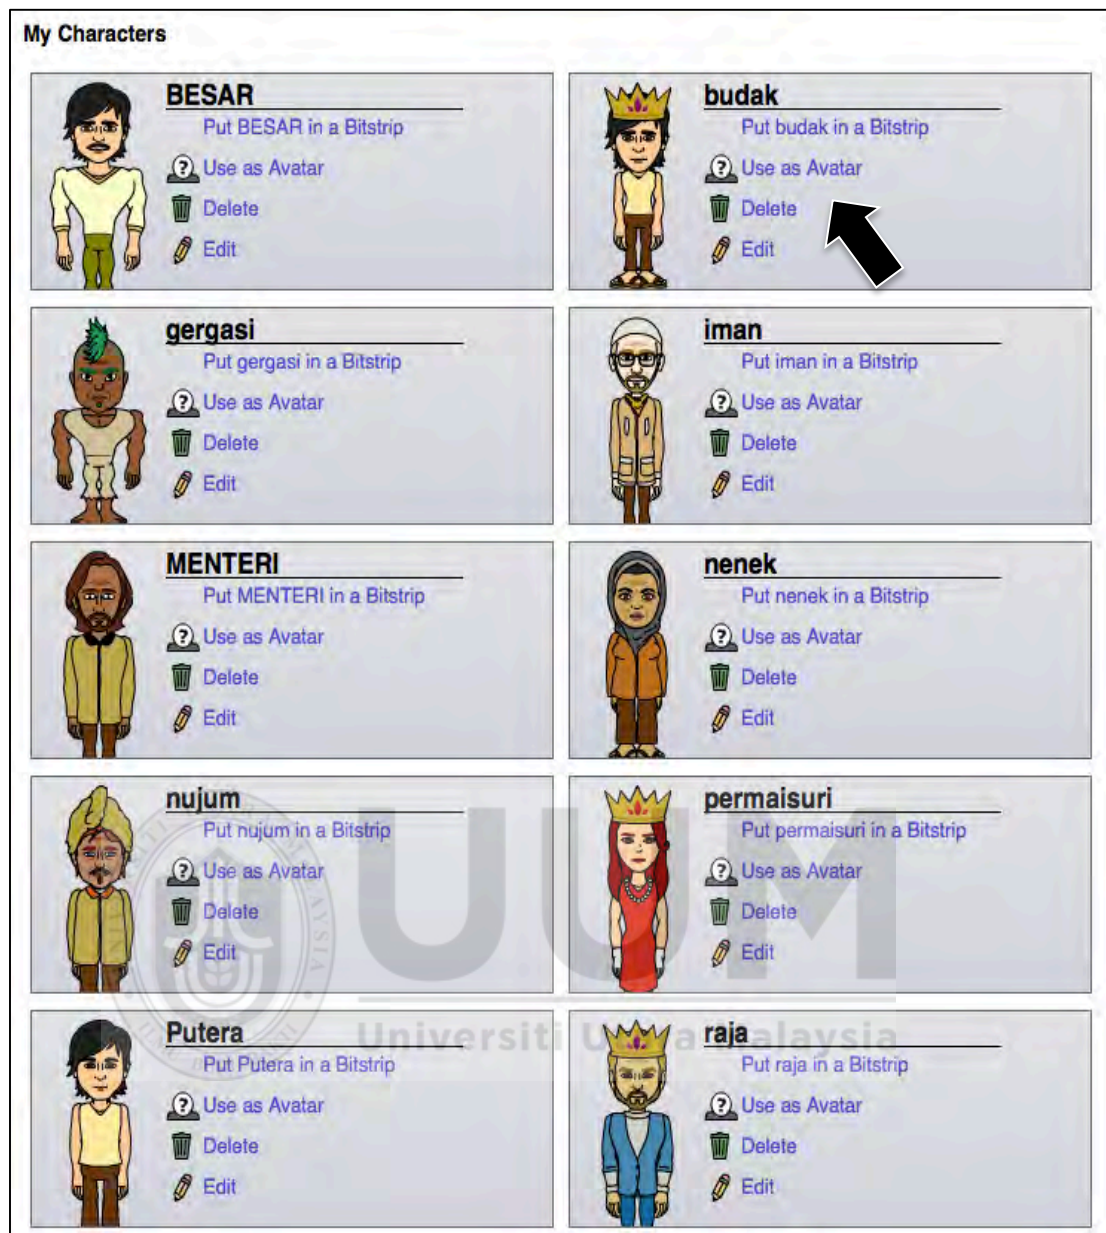 My Characters
BESAR
Put BESAR in a Bitstrip
Use as Avatar
Delete
Edit
budak
Put budak in a Bitstrip
Use as Avatar
Delete
Edit
gergasi
Put gergasi in a Bitstrip
Use as Avatar
Delete
Edit
iman
Put iman in a Bitstrip
Use as Avatar
Delete
Edit
MENTERI
Put MENTERI in a Bitstrip
Use as Avatar
Delete
Edit
nenek
Put nenek in a Bitstrip
Use as Avatar
Delete
Edit
nujum
Put nujum in a Bitstrip
Use as Avatar
Delete
Edit
permaisuri
Put permaisuri in a Bitstrip
Use as Avatar
Delete
Edit
UUM
Universiti Utara Malaysia
Putera
Put Putera in a Bitstrip
Use as Avatar
Delete
Edit
raja
Put raja in a Bitstrip
Use as Avatar
Delete
Edit